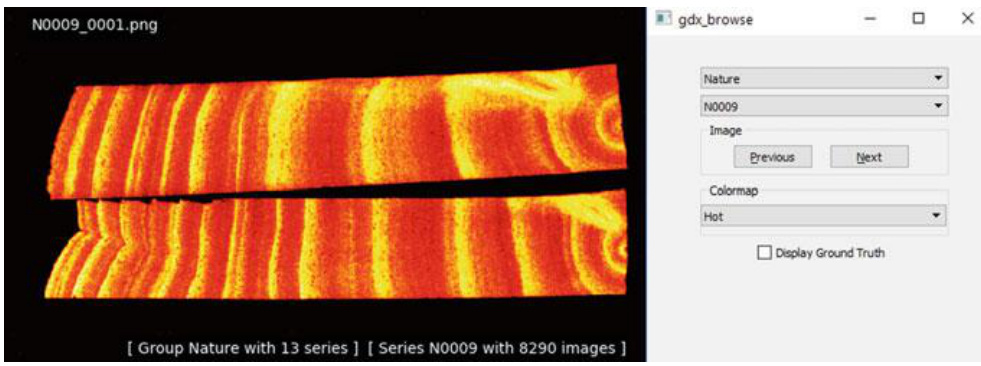 N0009_0001.png
[ Group Nature with 13 series ] [ Series N0009 with 8290 images ]
gdx_browse
Nature
N0009
Image
Previous
Next
Colormap
Hot
Display Ground Truth